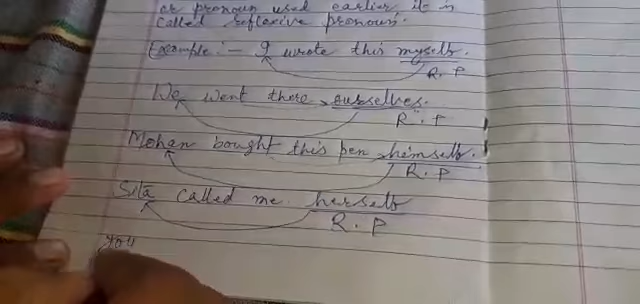 or pronoun used earlier it is
called reflexive pronoun.
Example:- I wrote this myself.
R.P
We went there ourselves.
R.P
Mohan bought this pen himself.
R.P
Sita called me herself
R.P
You